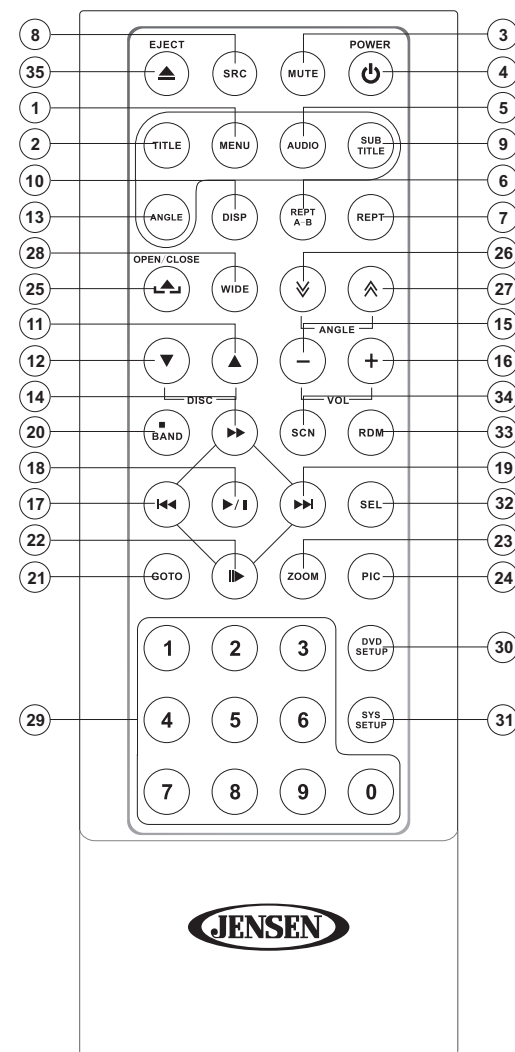 EJECT POWER
8 3
35 SRC MUTE 4
1 5
2 TITLE MENU AUDIO SUB TITLE 9
10 6
13 ANGLE DISP REPT A-B REPT 7
28 26
OPEN/CLOSE
25 WIDE 27
11 ANGLE 15
12 − + 16
14 DISC VOL 34
20 BAND SCN RDM 33
18 19
17 SEL 32
22 23
21 GOTO ZOOM PIC 24
1 2 3 DVD SETUP 30
29 4 5 6 SYS SETUP 31
7 8 9 0
JENSEN